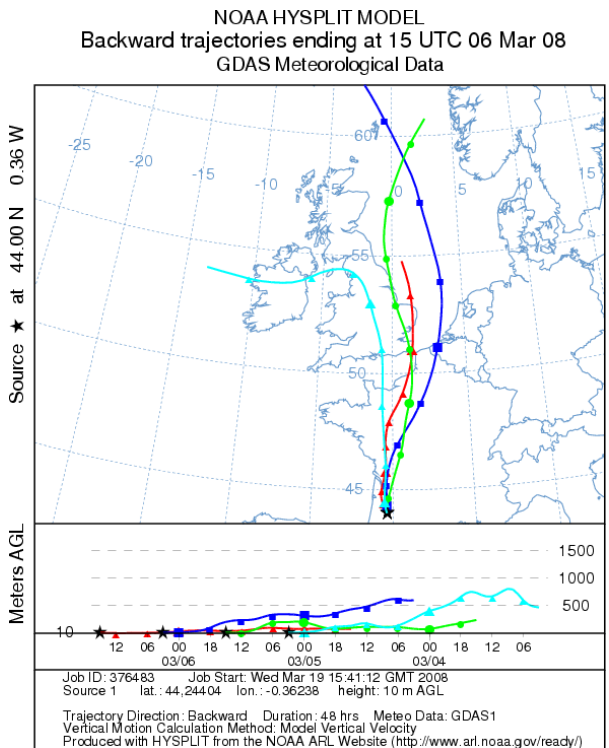 NOAA HYSPLIT MODEL
Backward trajectories ending at 15 UTC 06 Mar 08
GDAS Meteorological Data
Source ★ at 44.00 N 0.36 W
-25
-20
-15
-10
-5
0
5
10
15
60
55
50
45
Meters AGL
1500
1000
500
10
12 06 00 18 12 06 00 18 12 06 00 18 12 06
03/06 03/05 03/04
Job ID: 376483 Job Start: Wed Mar 19 15:41:12 GMT 2008
Source 1 lat.: 44,24404 lon.: -0.36238 height: 10 m AGL
Trajectory Direction: Backward Duration: 48 hrs Meteo Data: GDAS1
Vertical Motion Calculation Method: Model Vertical Velocity
Produced with HYSPLIT from the NOAA ARL Website (http://www.arl.noaa.gov/ready/)